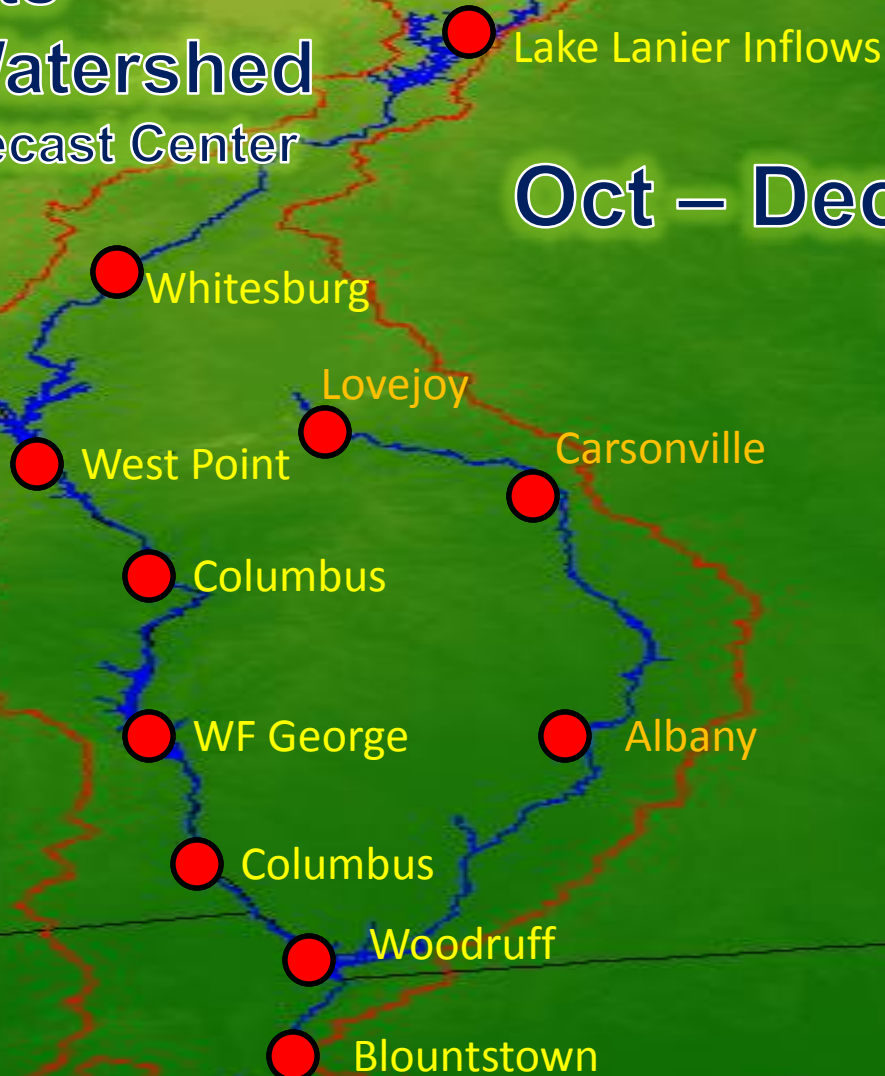 Watershed
ecast Center
Lake Lanier Inflows
Oct – Dec
Whitesburg
Lovejoy
Carsonville
West Point
Columbus
WF George
Albany
Columbus
Woodruff
Blountstown